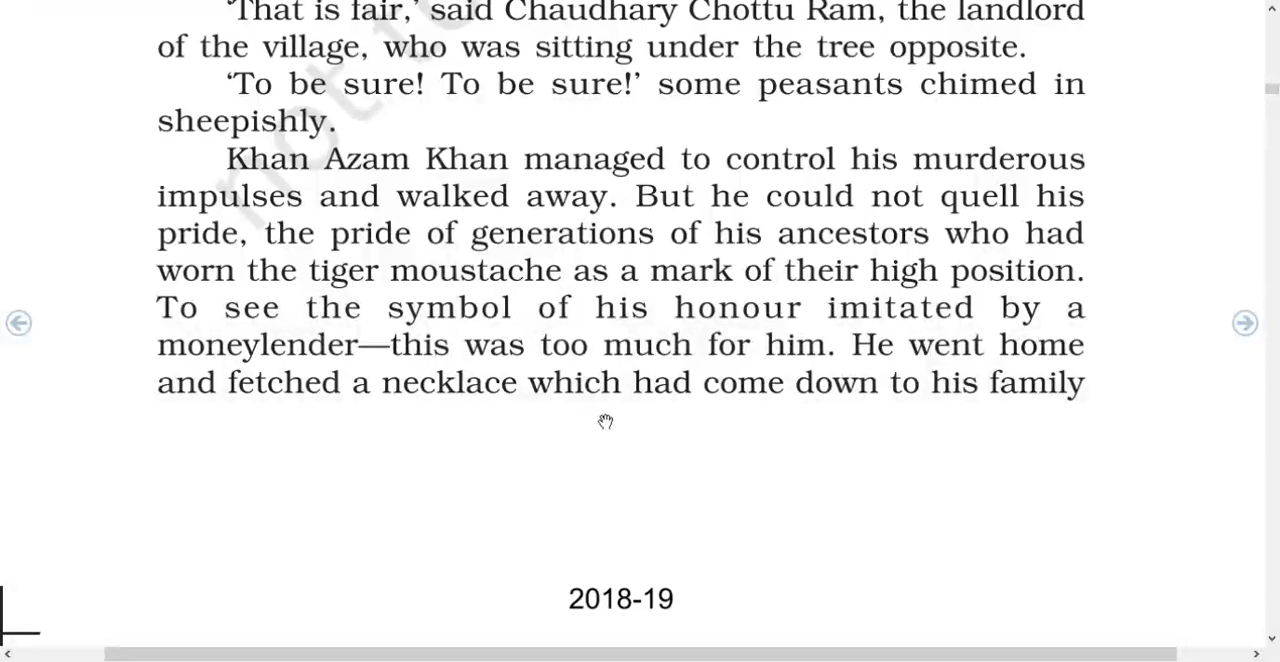 ‘That is fair,’ said Chaudhary Chottu Ram, the landlord
of the village, who was sitting under the tree opposite.
‘To be sure! To be sure!’ some peasants chimed in
sheepishly.
Khan Azam Khan managed to control his murderous
impulses and walked away. But he could not quell his
pride, the pride of generations of his ancestors who had
worn the tiger moustache as a mark of their high position.
To see the symbol of his honour imitated by a
moneylender—this was too much for him. He went home
and fetched a necklace which had come down to his family
not
2018-19